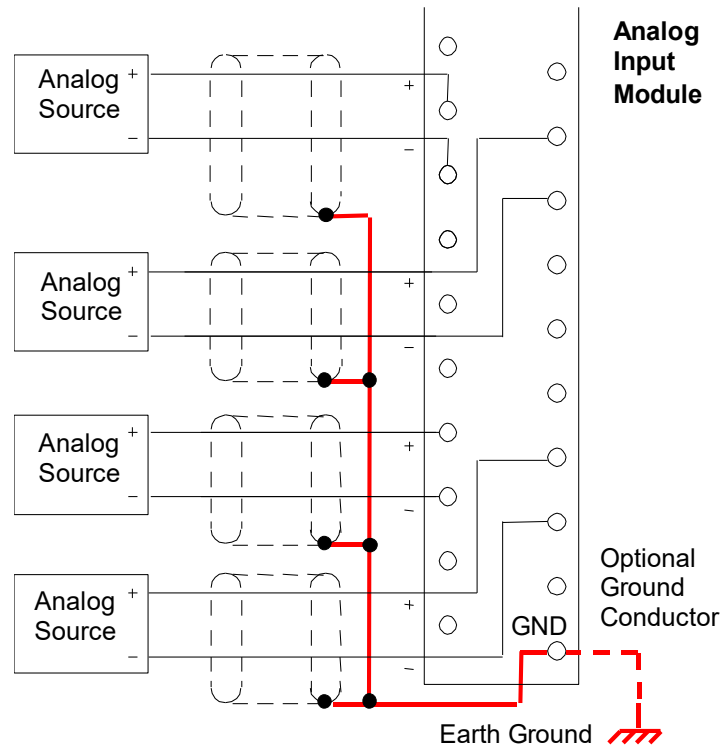 Analog
Input
Module
Analog
Source
+
−
+
−
Analog
Source
+
−
+
−
Analog
Source
+
−
+
−
Analog
Source
+
−
+
−
Optional
Ground
Conductor
GND
Earth Ground